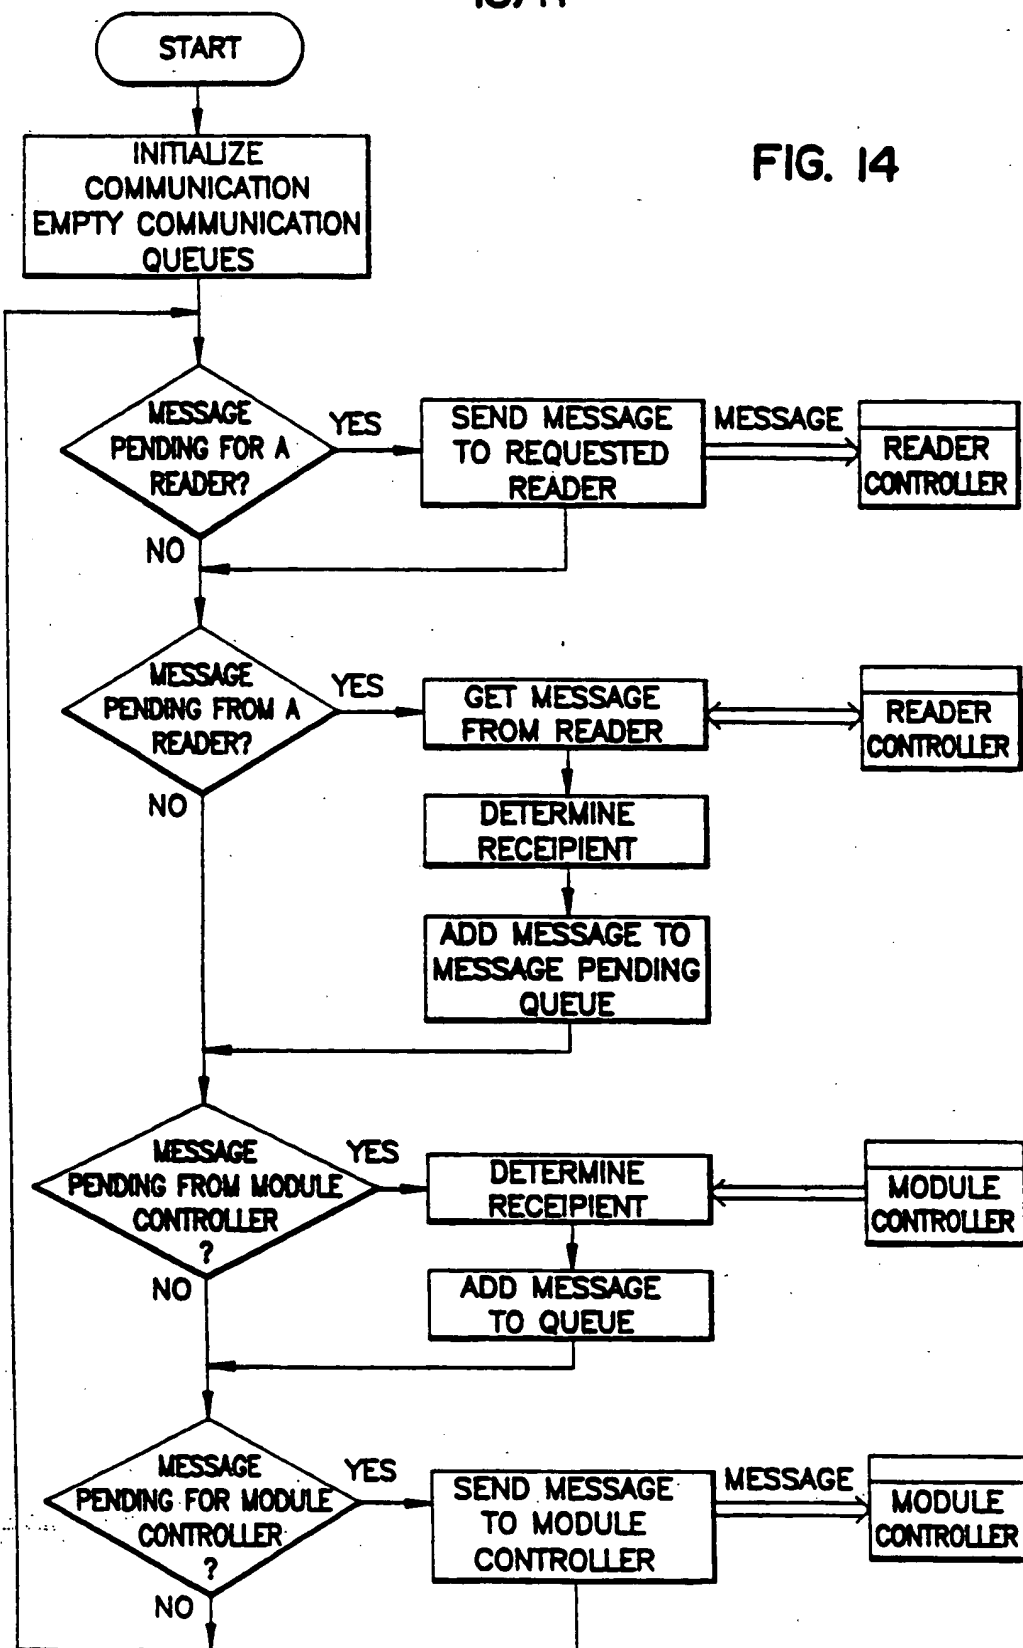 START
INITIALIZE
COMMUNICATION
EMPTY COMMUNICATION
QUEUES
FIG. 14
MESSAGE
PENDING FOR A
READER?
YES
NO
SEND MESSAGE
TO REQUESTED
READER
MESSAGE
READER
CONTROLLER
MESSAGE
PENDING FROM A
READER?
YES
NO
GET MESSAGE
FROM READER
READER
CONTROLLER
DETERMINE
RECEIPIENT
ADD MESSAGE TO
MESSAGE PENDING
QUEUE
MESSAGE
PENDING FROM MODULE
CONTROLLER
?
YES
NO
DETERMINE
RECEIPIENT
MODULE
CONTROLLER
ADD MESSAGE
TO QUEUE
MESSAGE
PENDING FOR MODULE
CONTROLLER
?
YES
NO
SEND MESSAGE
TO MODULE
CONTROLLER
MESSAGE
MODULE
CONTROLLER